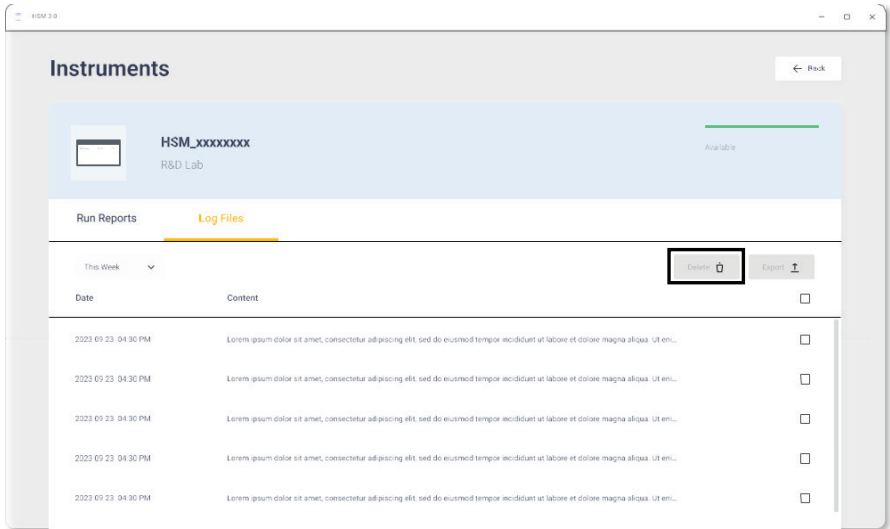 HSM 3.0
Instruments
Back
HSM_xxxxxxxx
R&D Lab
Available
Run Reports
Log Files
This Week
Delete
Export
Date Content
2023 09 23 04:30 PM Lorem ipsum dolor sit amet, consectetur adipiscing elit, sed do eiusmod tempor incididunt ut labore et dolore magna aliqua. Ut eni...
2023 09 23 04:30 PM Lorem ipsum dolor sit amet, consectetur adipiscing elit, sed do eiusmod tempor incididunt ut labore et dolore magna aliqua. Ut eni...
2023 09 23 04:30 PM Lorem ipsum dolor sit amet, consectetur adipiscing elit, sed do eiusmod tempor incididunt ut labore et dolore magna aliqua. Ut eni...
2023 09 23 04:30 PM Lorem ipsum dolor sit amet, consectetur adipiscing elit, sed do eiusmod tempor incididunt ut labore et dolore magna aliqua. Ut eni...
2023 09 23 04:30 PM Lorem ipsum dolor sit amet, consectetur adipiscing elit, sed do eiusmod tempor incididunt ut labore et dolore magna aliqua. Ut eni...